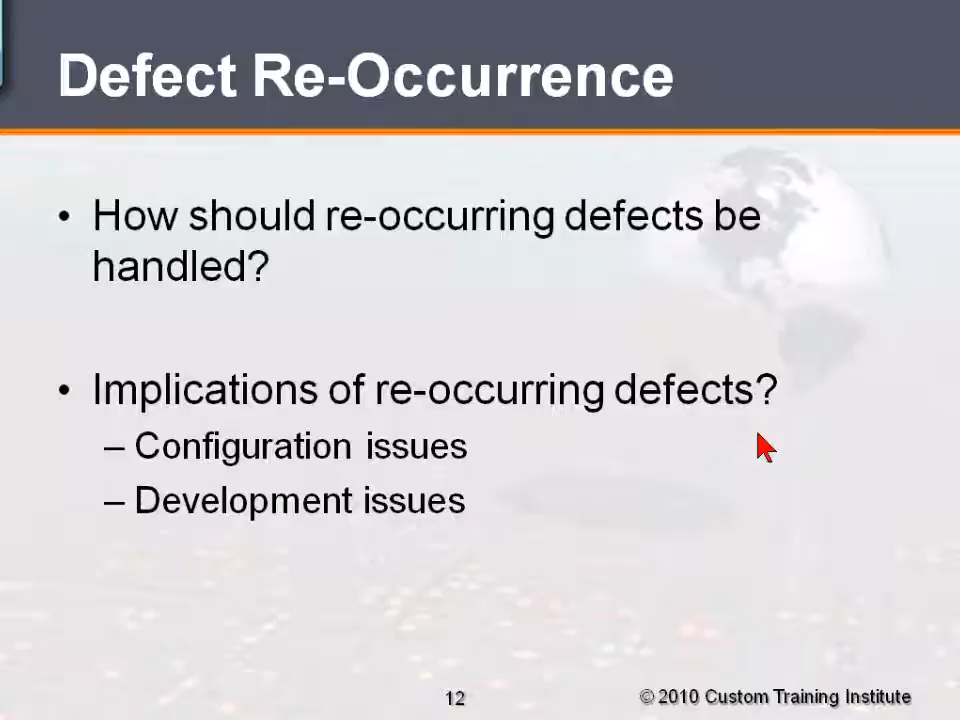 Defect Re-Occurrence
• How should re-occurring defects be
handled?
• Implications of re-occurring defects?
– Configuration issues
– Development issues
12
© 2010 Custom Training Institute